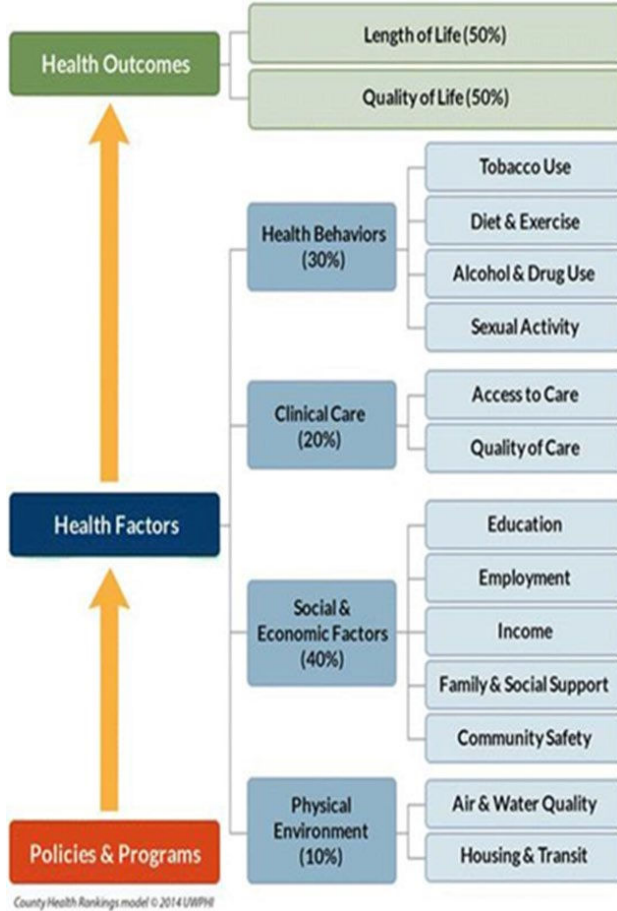 Health Outcomes
Length of Life (50%)
Quality of Life (50%)
Health Factors
Health Behaviors
(30%)
Tobacco Use
Diet & Exercise
Alcohol & Drug Use
Sexual Activity
Clinical Care
(20%)
Access to Care
Quality of Care
Social &
Economic Factors
(40%)
Education
Employment
Income
Family & Social Support
Community Safety
Physical
Environment
(10%)
Air & Water Quality
Housing & Transit
Policies & Programs
County Health Rankings model © 2014 UWPHI